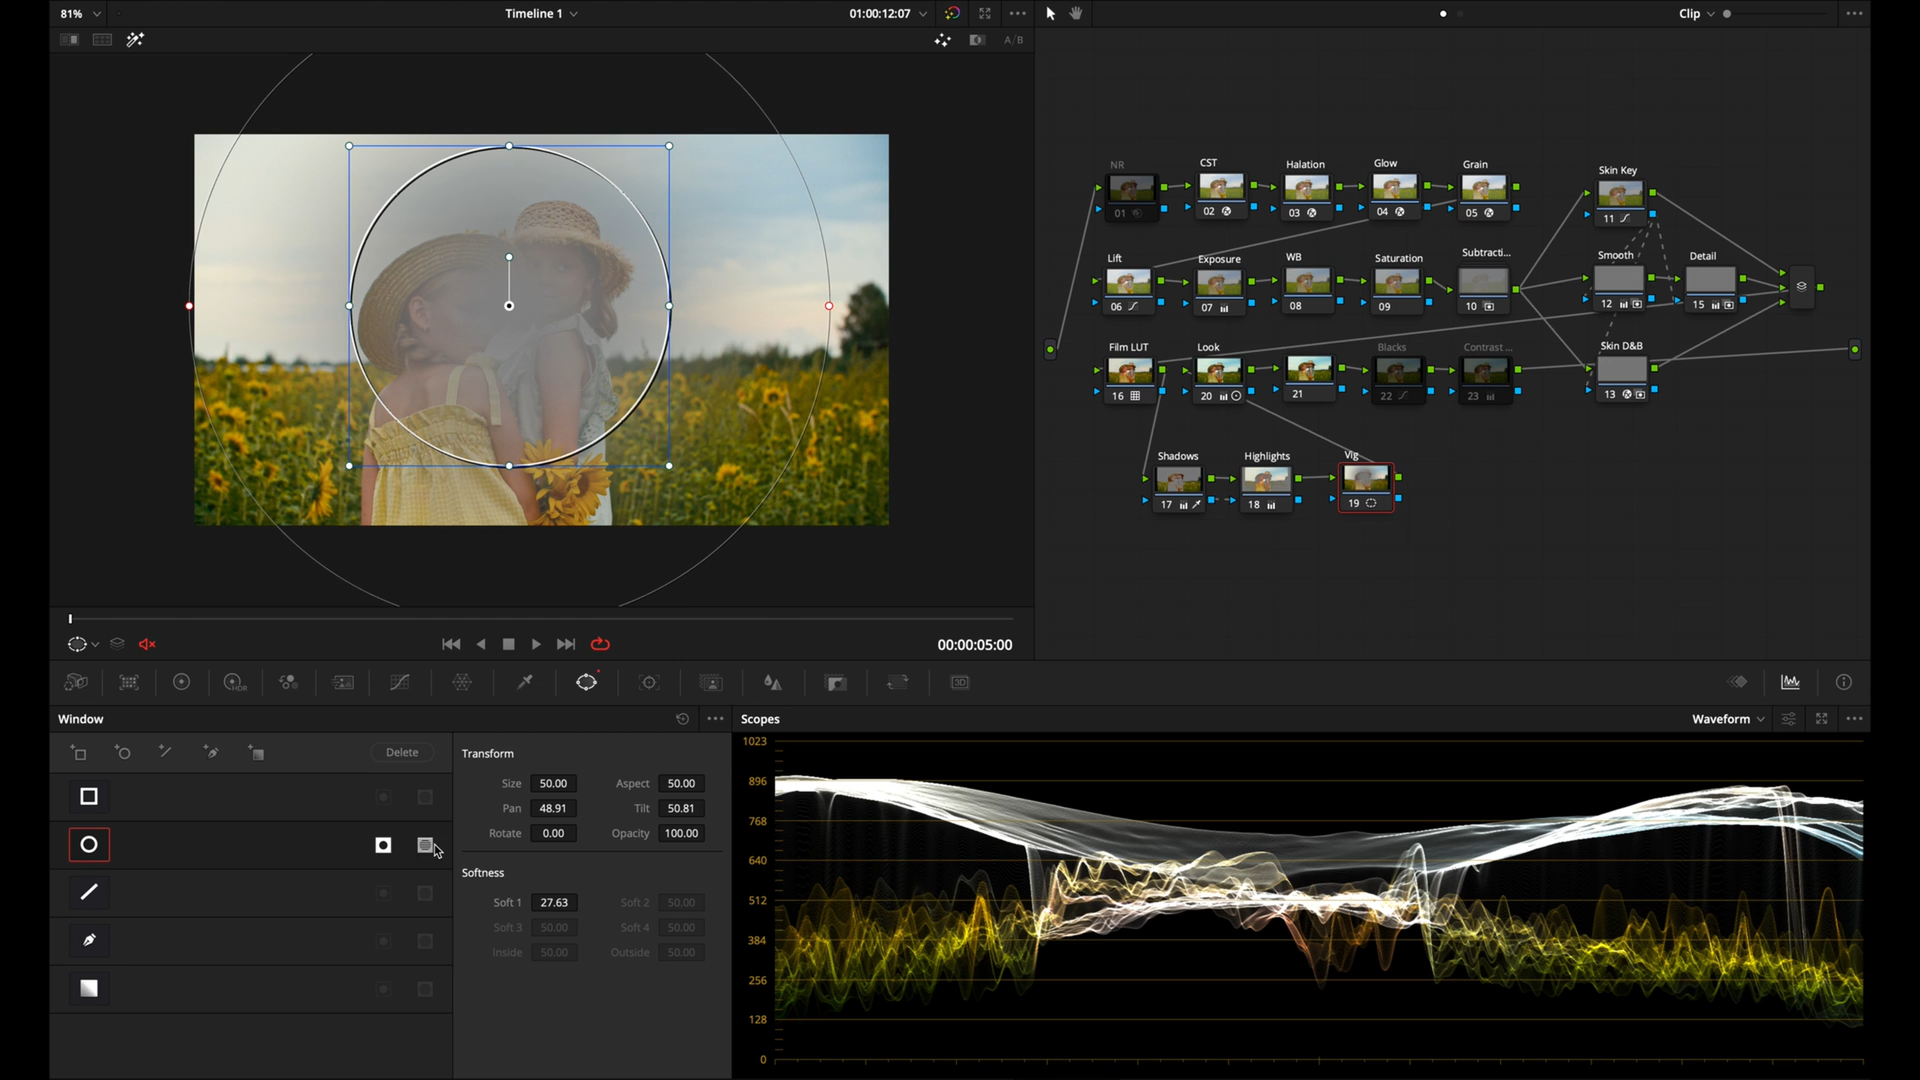 81%
Timeline 1
01:00:12:07
Clip
A/B
NR
CST
Halation
Glow
Grain
Skin Key
01
02
03
04
05
11
Lift
Exposure
WB
Saturation
Subtracti...
Smooth
Detail
06
07
08
09
10
12
15
Film LUT
Look
Blacks
Contrast ...
Skin D&B
16
20
21
22
23
13
Shadows
Highlights
Vig
17
18
19
00:00:05:00
HDR
3D
Window
Scopes
Waveform
Delete
Transform
Size 50.00 Aspect 50.00
Pan 48.91 Tilt 50.81
Rotate 0.00 Opacity 100.00
Softness
Soft 1 27.63 Soft 2 50.00
Soft 3 50.00 Soft 4 50.00
Inside 50.00 Outside 50.00
1023
896
768
640
512
384
256
128
0